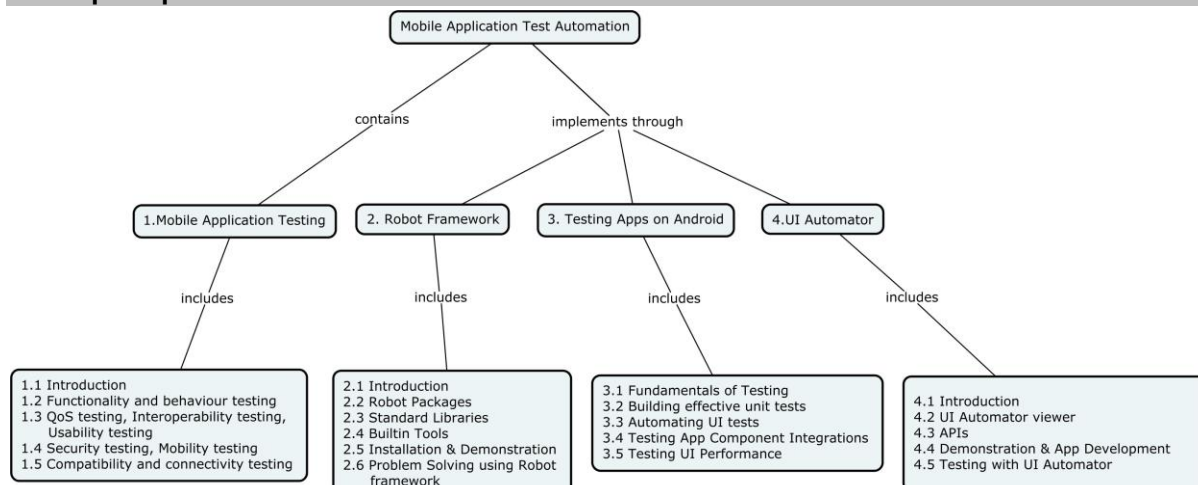 Mobile Application Test Automation
contains
implements through
1.Mobile Application Testing
2. Robot Framework
3. Testing Apps on Android
4.UI Automator
includes
includes
includes
includes
1.1 Introduction
1.2 Functionality and behaviour testing
1.3 QoS testing, Interoperability testing,
Usability testing
1.4 Security testing, Mobility testing
1.5 Compatibility and connectivity testing
2.1 Introduction
2.2 Robot Packages
2.3 Standard Libraries
2.4 Builtin Tools
2.5 Installation & Demonstration
2.6 Problem Solving using Robot
framework
3.1 Fundamentals of Testing
3.2 Building effective unit tests
3.3 Automating UI tests
3.4 Testing App Component Integrations
3.5 Testing UI Performance
4.1 Introduction
4.2 UI Automator viewer
4.3 APIs
4.4 Demonstration & App Development
4.5 Testing with UI Automator